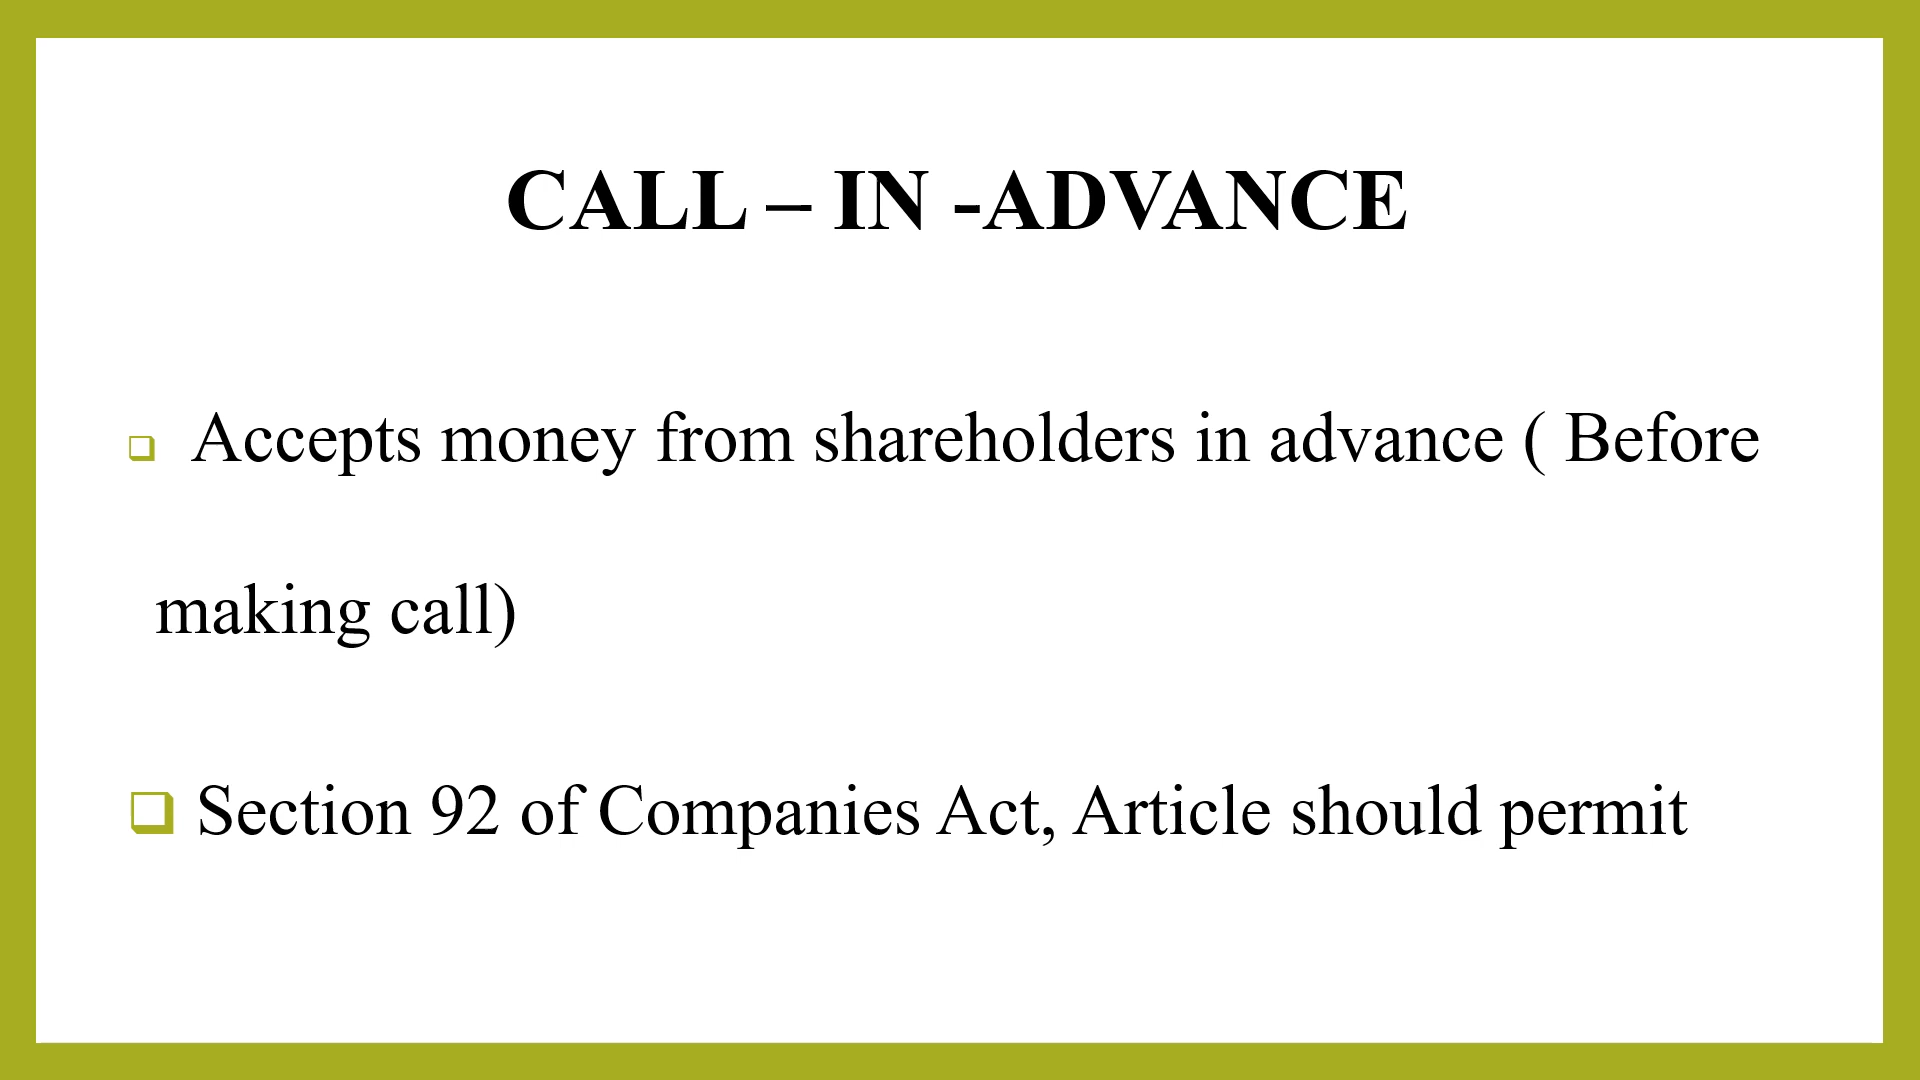 CALL – IN -ADVANCE
❑ Accepts money from shareholders in advance ( Before
making call)
❑ Section 92 of Companies Act, Article should permit